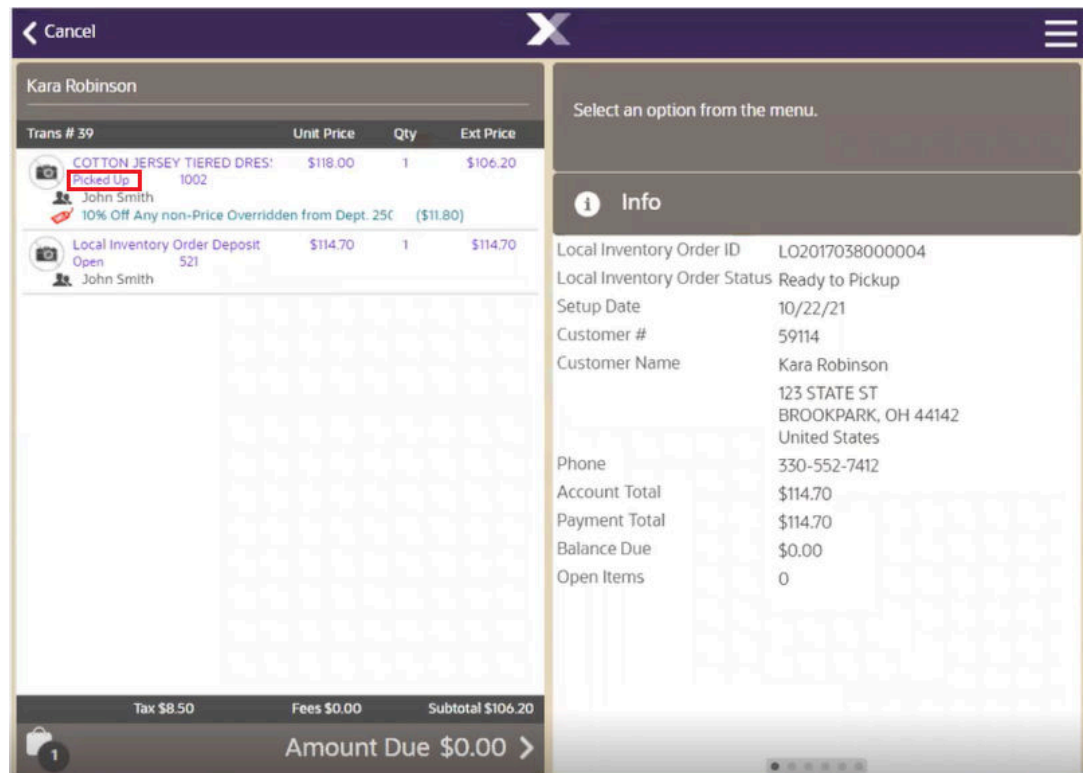 Cancel
X
Kara Robinson
Trans # 39 Unit Price Qty Ext Price
COTTON JERSEY TIERED DRES: $118.00 1 $106.20
Picked Up 1002
John Smith
10% Off Any non-Price Overridden from Dept. 250 ($11.80)
Local Inventory Order Deposit $114.70 1 $114.70
Open 521
John Smith
Tax $8.50 Fees $0.00 Subtotal $106.20
1
Amount Due $0.00
Select an option from the menu.
Info
Local Inventory Order ID LO2017038000004
Local Inventory Order Status Ready to Pickup
Setup Date 10/22/21
Customer # 59114
Customer Name Kara Robinson
123 STATE ST
BROOKPARK, OH 44142
United States
Phone 330-552-7412
Account Total $114.70
Payment Total $114.70
Balance Due $0.00
Open Items 0